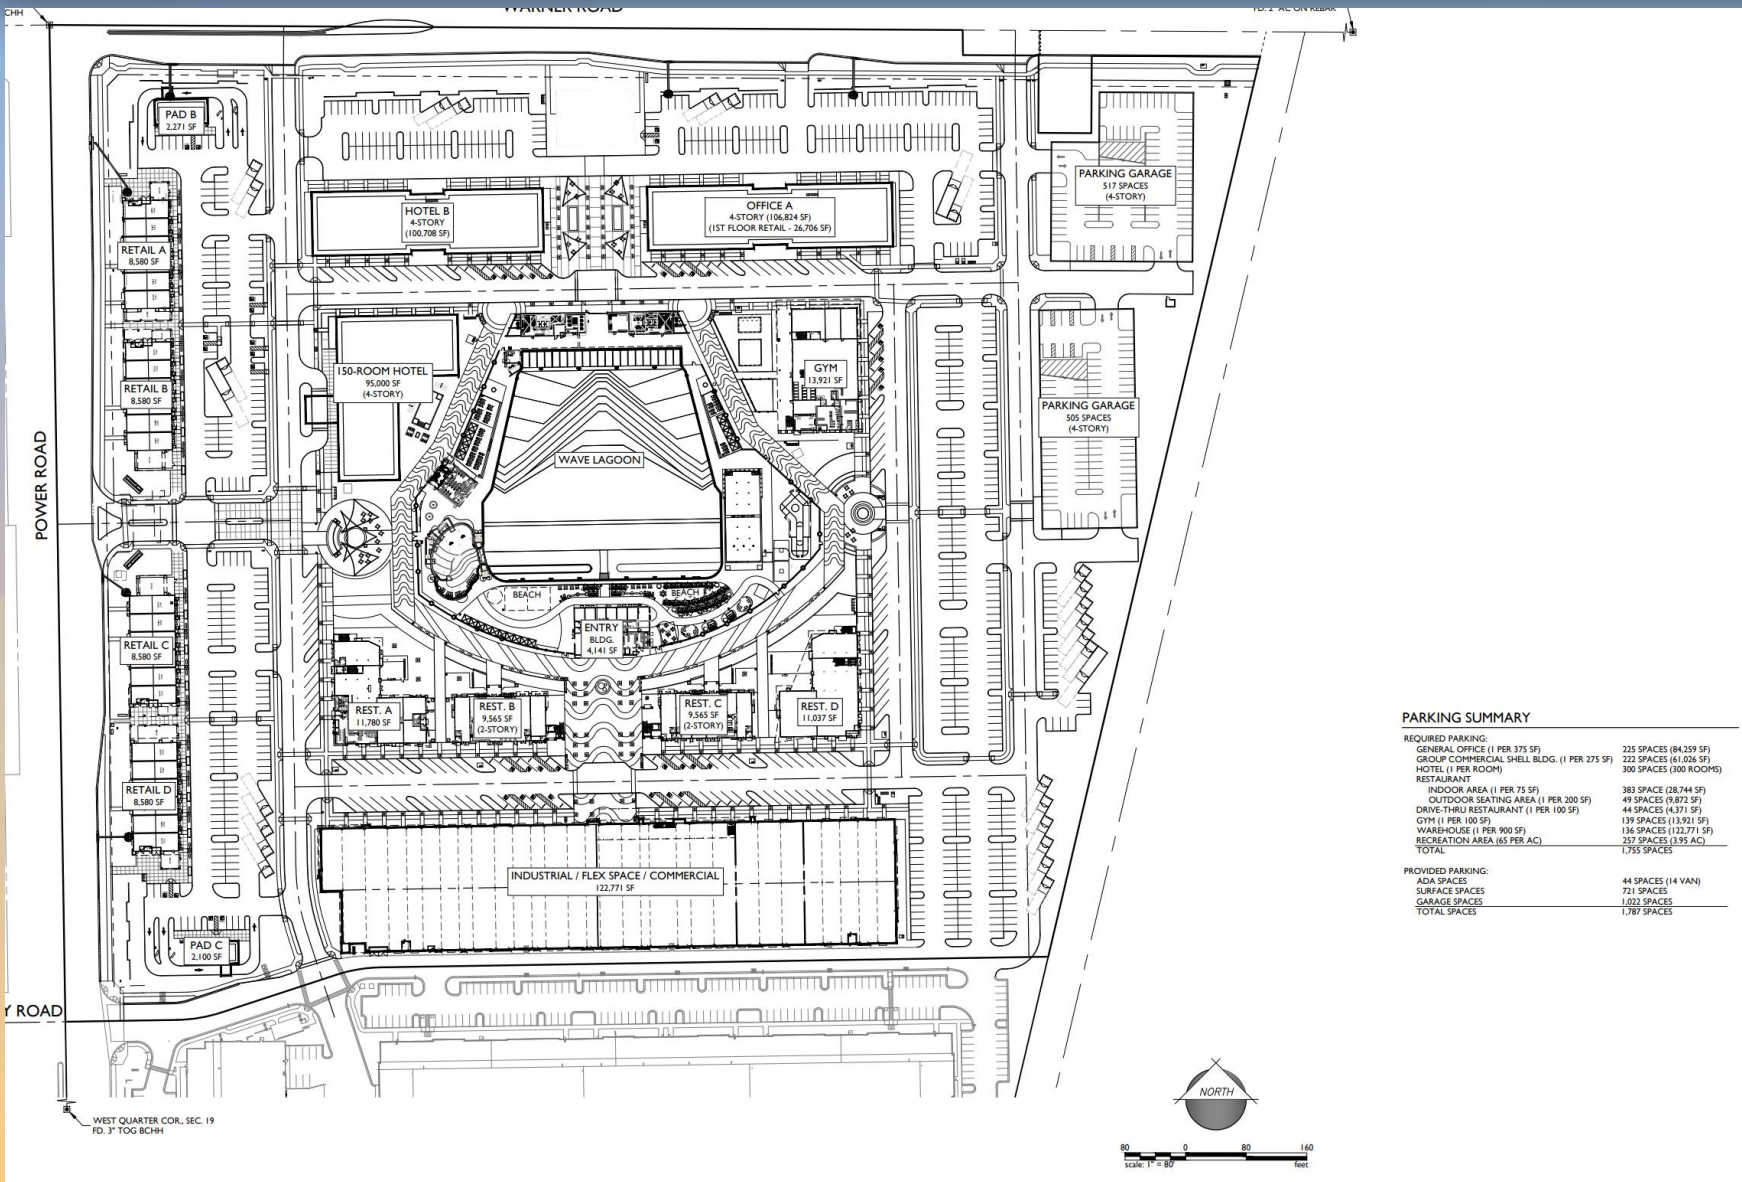 CHH
WARNER ROAD
FD. 2" AC ON REBAR
PAD B
2,271 SF
PARKING GARAGE
517 SPACES
(4-STORY)
HOTEL B
4-STORY
(100,708 SF)
OFFICE A
4-STORY (106,824 SF)
(1ST FLOOR RETAIL - 26,706 SF)
RETAIL A
8,580 SF
150-ROOM HOTEL
95,000 SF
(4-STORY)
GYM
13,921 SF
RETAIL B
8,580 SF
PARKING GARAGE
505 SPACES
(4-STORY)
WAVE LAGOON
POWER ROAD
BEACH
BEACH
ENTRY
BLDG.
4,141 SF
RETAIL C
8,580 SF
REST. A
11,780 SF
REST. B
9,565 SF
(2-STORY)
REST. C
9,565 SF
(2-STORY)
REST. D
11,037 SF
RETAIL D
8,580 SF
INDUSTRIAL / FLEX SPACE / COMMERCIAL
122,771 SF
PAD C
2,100 SF
Y ROAD
WEST QUARTER COR., SEC. 19
FD. 3" TOG BCHH
PARKING SUMMARY
REQUIRED PARKING:
GENERAL OFFICE (1 PER 375 SF) 225 SPACES (84,259 SF)
GROUP COMMERCIAL SHELL BLDG. (1 PER 275 SF) 222 SPACES (61,026 SF)
HOTEL (1 PER ROOM) 300 SPACES (300 ROOMS)
RESTAURANT
INDOOR AREA (1 PER 75 SF) 383 SPACE (28,744 SF)
OUTDOOR SEATING AREA (1 PER 200 SF) 49 SPACES (9,872 SF)
DRIVE-THRU RESTAURANT (1 PER 100 SF) 44 SPACES (4,371 SF)
GYM (1 PER 100 SF) 139 SPACES (13,921 SF)
WAREHOUSE (1 PER 900 SF) 136 SPACES (122,771 SF)
RECREATION AREA (65 PER AC) 257 SPACES (3.95 AC)
TOTAL 1,755 SPACES
PROVIDED PARKING:
ADA SPACES 44 SPACES (14 VAN)
SURFACE SPACES 721 SPACES
GARAGE SPACES 1,022 SPACES
TOTAL SPACES 1,787 SPACES
NORTH
80 0 80 160
scale: 1" = 80' feet